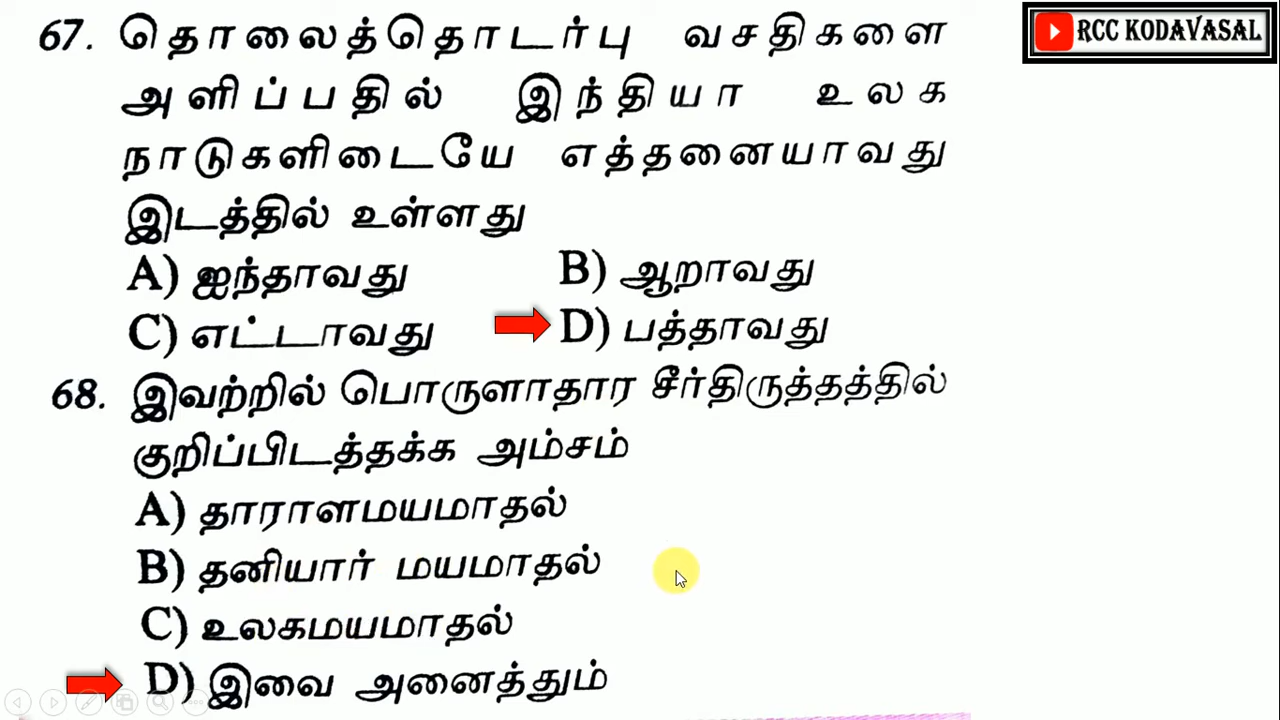 RCC KODAVASAL
67. தொலைத்தொடர்பு வசதிகளை
அளிப்பதில் இந்தியா உலக
நாடுகளிடையே எத்தனையாவது
இடத்தில் உள்ளது
A) ஐந்தாவது B) ஆறாவது
C) எட்டாவது D) பத்தாவது
68. இவற்றில் பொருளாதார சீர்திருத்தத்தில்
குறிப்பிடத்தக்க அம்சம்
A) தாராளமயமாதல்
B) தனியார் மயமாதல்
C) உலகமயமாதல்
D) இவை அனைத்தும்